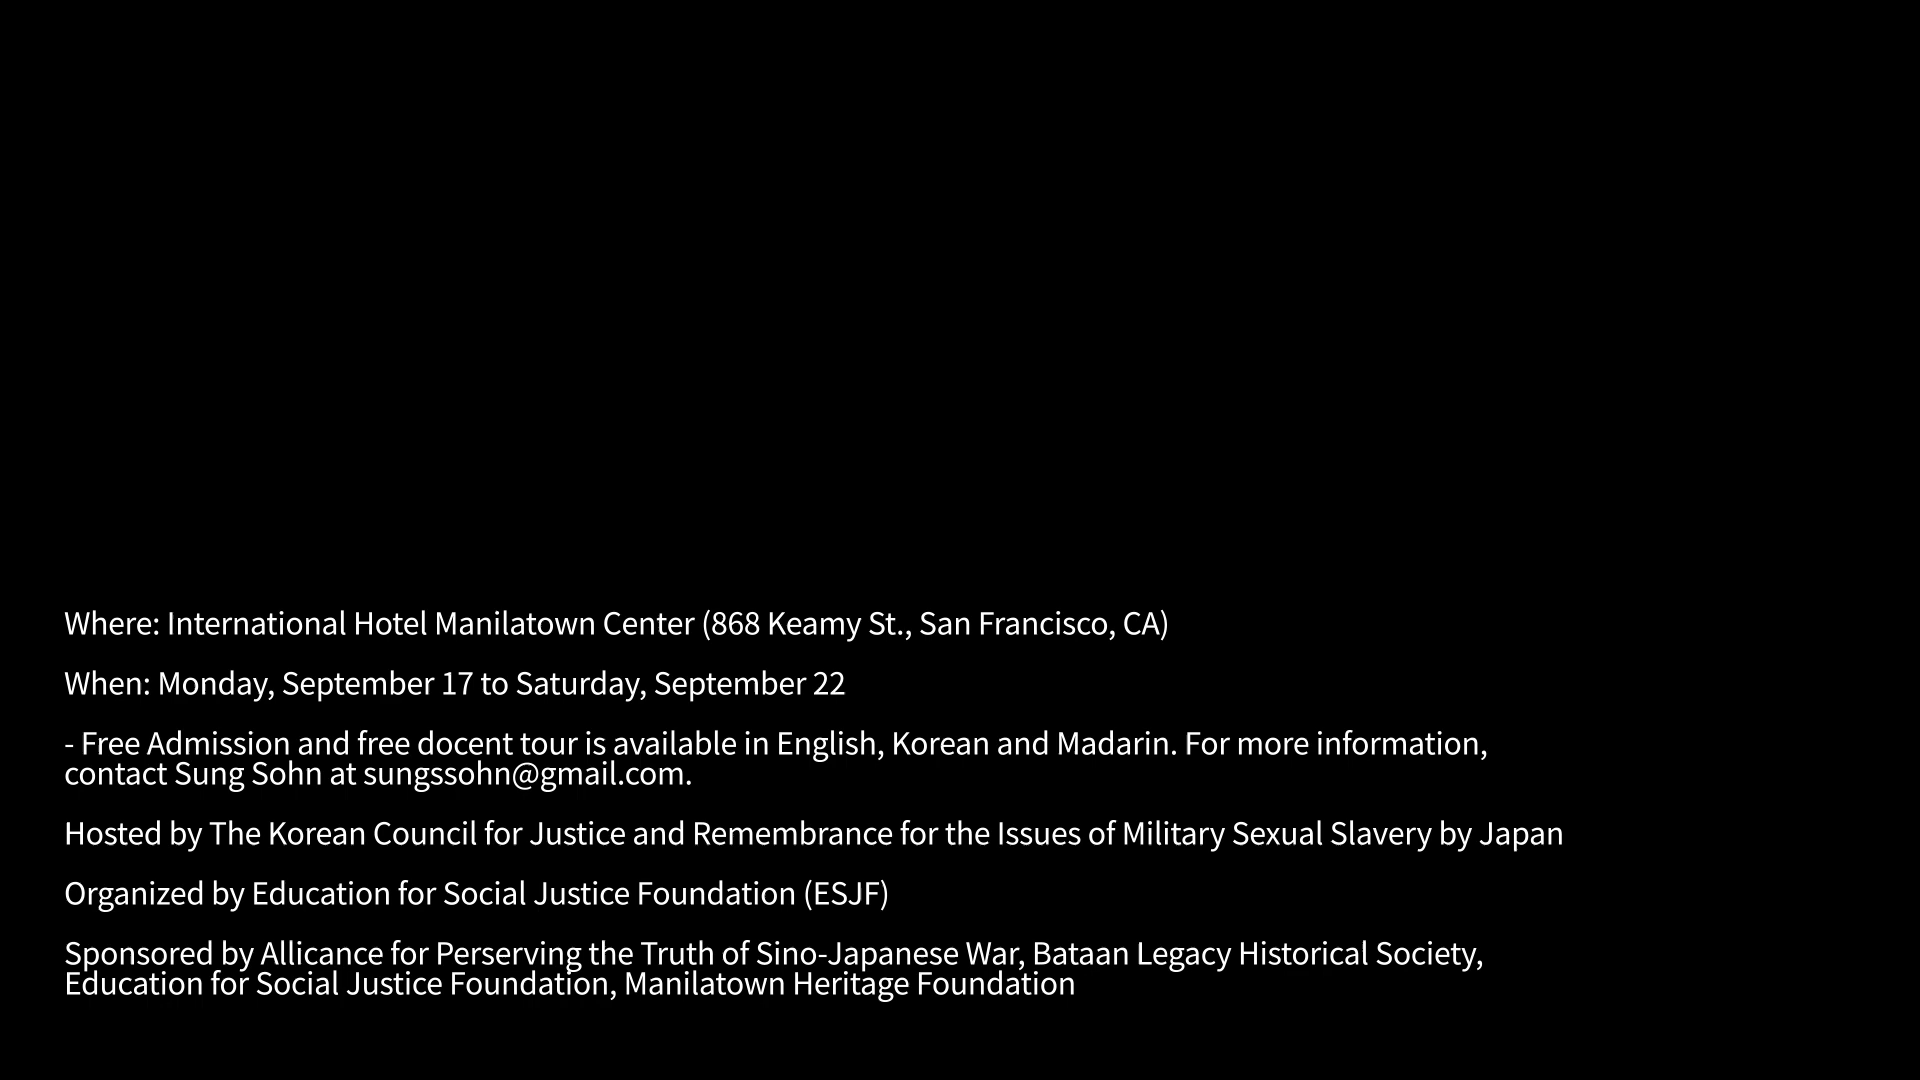 Where: International Hotel Manilatown Center (868 Keamy St., San Francisco, CA)
When: Monday, September 17 to Saturday, September 22
- Free Admission and free docent tour is available in English, Korean and Madarin. For more information,
contact Sung Sohn at sungssohn@gmail.com.
Hosted by The Korean Council for Justice and Remembrance for the Issues of Military Sexual Slavery by Japan
Organized by Education for Social Justice Foundation (ESJF)
Sponsored by Allicance for Perserving the Truth of Sino-Japanese War, Bataan Legacy Historical Society,
Education for Social Justice Foundation, Manilatown Heritage Foundation